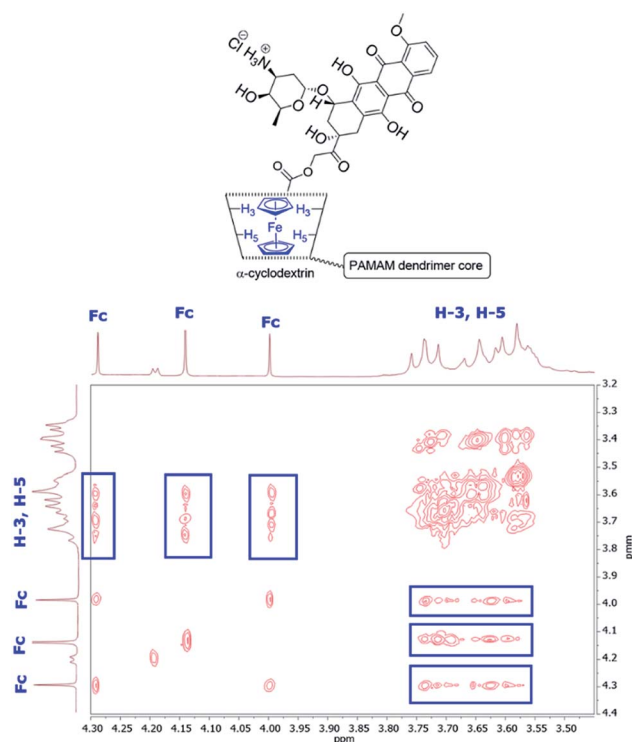 O
Cl⊖ H3N⊕
O
OH
HO
O
O
H
O
O
HO
O
OH
O
O
O
H3
H3
Fe
H5
H5
α-cyclodextrin
PAMAM dendrimer core
Fc
Fc
Fc
H-3, H-5
H-3, H-5
Fc
Fc
Fc
3.2
3.3
3.4
3.5
3.6
3.7
3.8
3.9
4.0
4.1
4.2
4.3
4.4
ppm
4.30 4.25 4.20 4.15 4.10 4.05 4.00 3.95 3.90 3.85 3.80 3.75 3.70 3.65 3.60 3.55 3.50
ppm